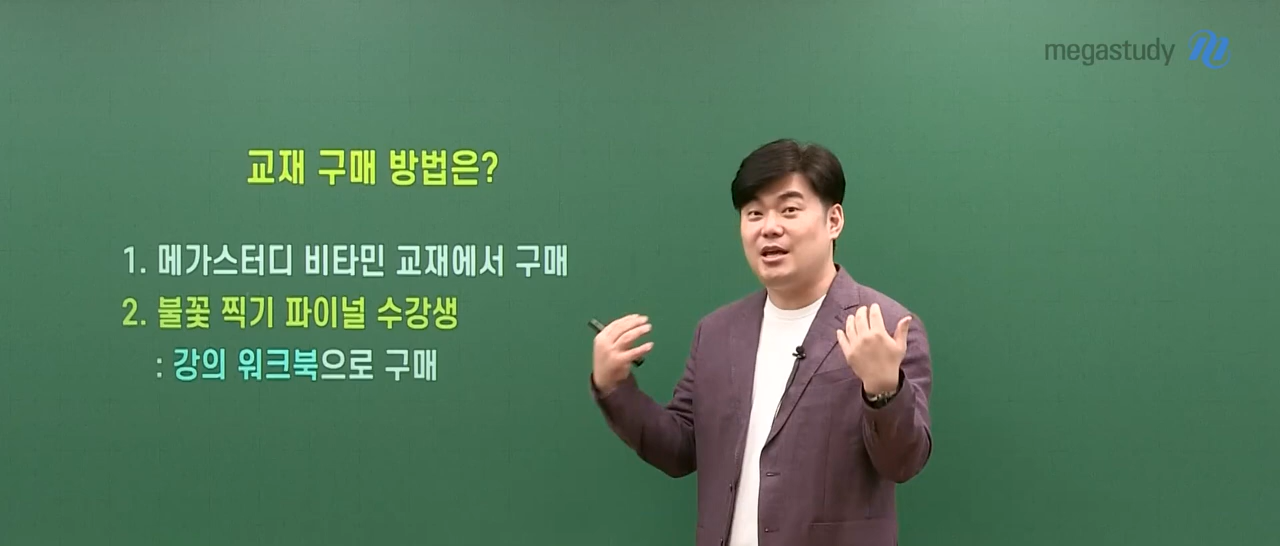 megastudy
교재 구매 방법은?
1. 메가스터디 비타민 교재에서 구매
2. 불꽃 찍기 파이널 수강생
: 강의 워크북으로 구매